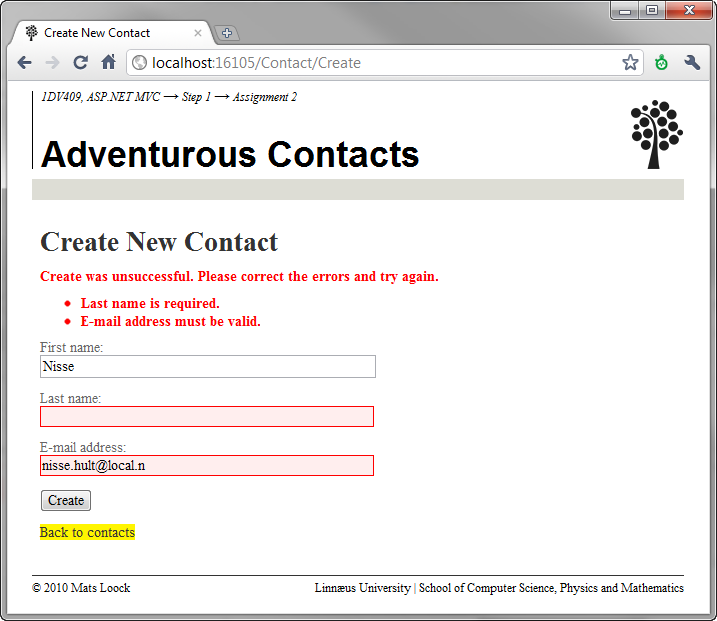 Create New Contact
localhost:16105/Contact/Create
1DV409, ASP.NET MVC → Step 1 → Assignment 2
Adventurous Contacts
Create New Contact
Create was unsuccessful. Please correct the errors and try again.
• Last name is required.
• E-mail address must be valid.
First name:
Nisse
Last name:
E-mail address:
nisse.hult@local.n
Create
Back to contacts
© 2010 Mats Loock Linnæus University | School of Computer Science, Physics and Mathematics